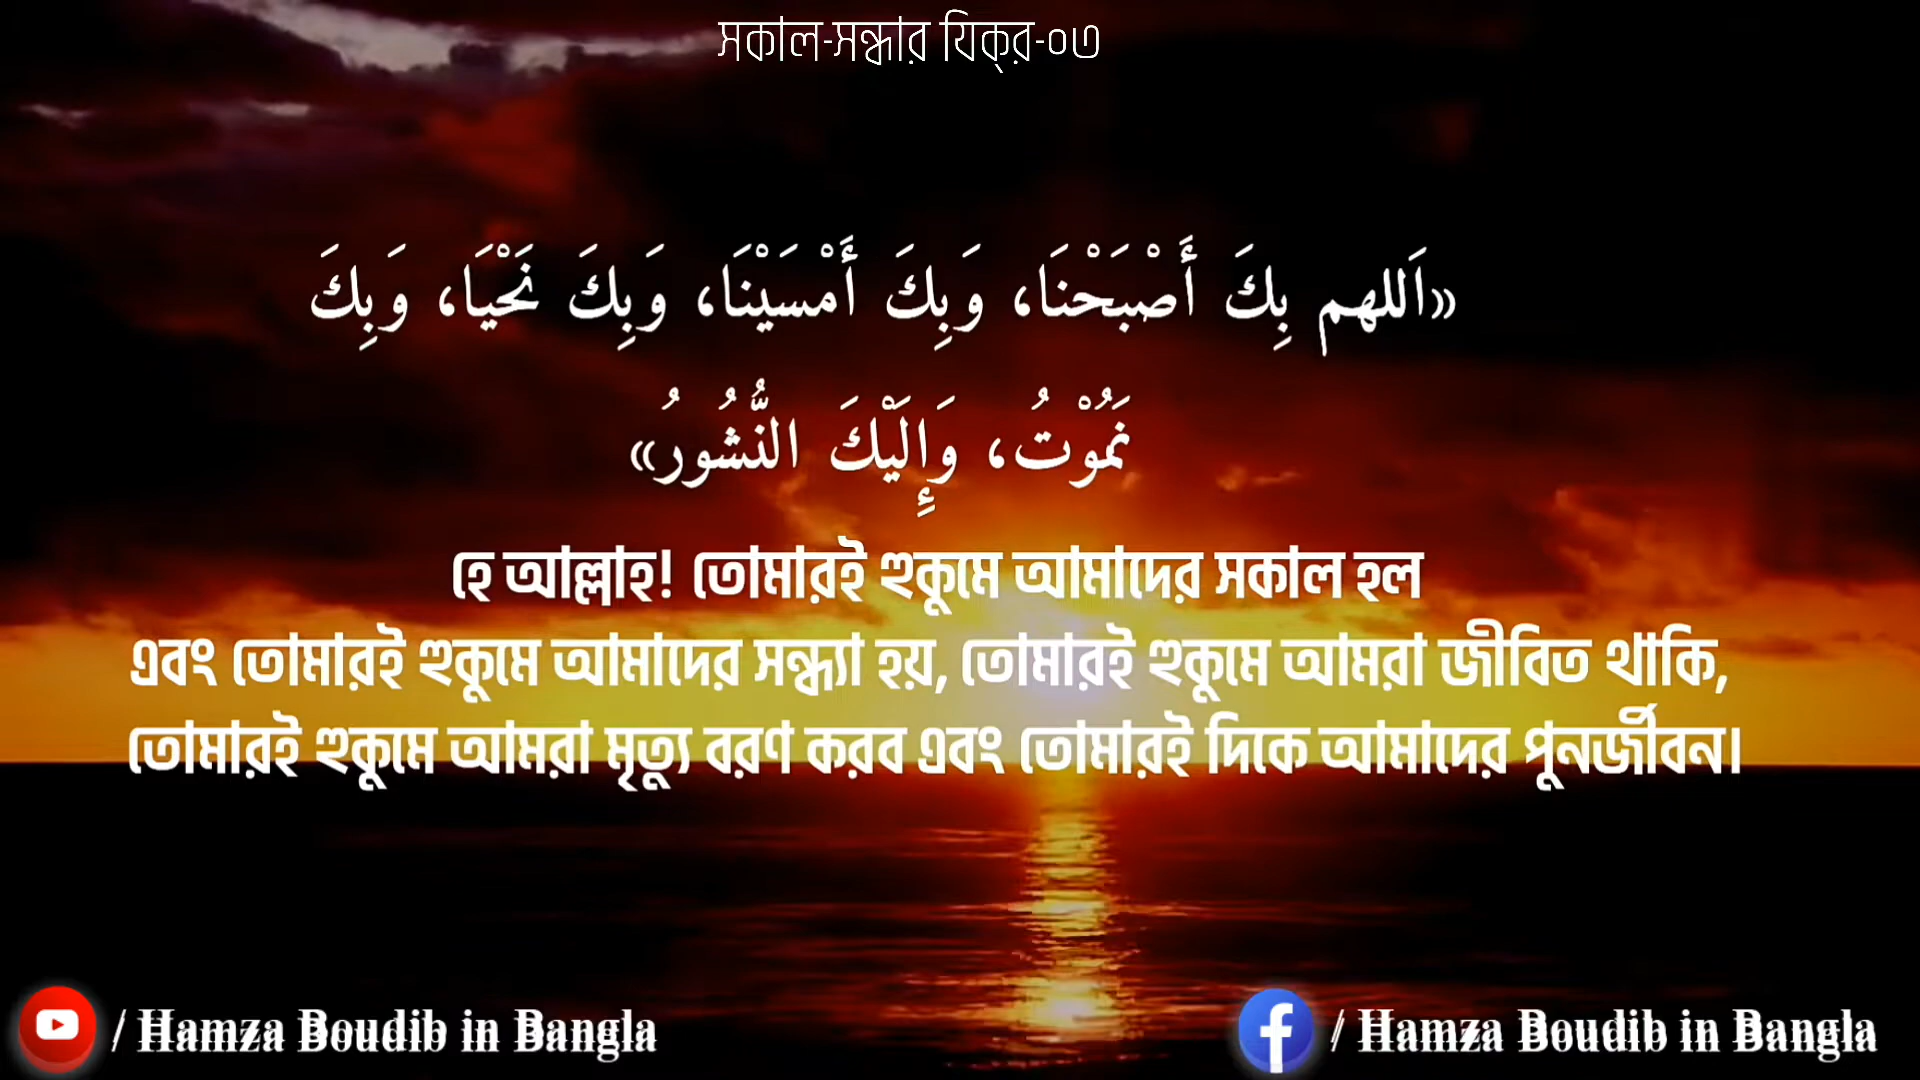 সকাল-সন্ধার যিক্‌র-০৩
«اَللهم بِكَ أَصْبَحْنَا، وَبِكَ أَمْسَيْنَا، وَبِكَ نَحْيَا، وَبِكَ
نَمُوْتُ، وَإِلَيْكَ النُّشُورُ»
হে আল্লাহ! তোমারই হুকুমে আমাদের সকাল হল
এবং তোমারই হুকুমে আমাদের সন্ধ্যা হয়, তোমারই হুকুমে আমরা জীবিত থাকি,
তোমারই হুকুমে আমরা মৃত্যু বরণ করব এবং তোমারই দিকে আমাদের পুনর্জীবন।
/ Hamza Boudib in Bangla
/ Hamza Boudib in Bangla